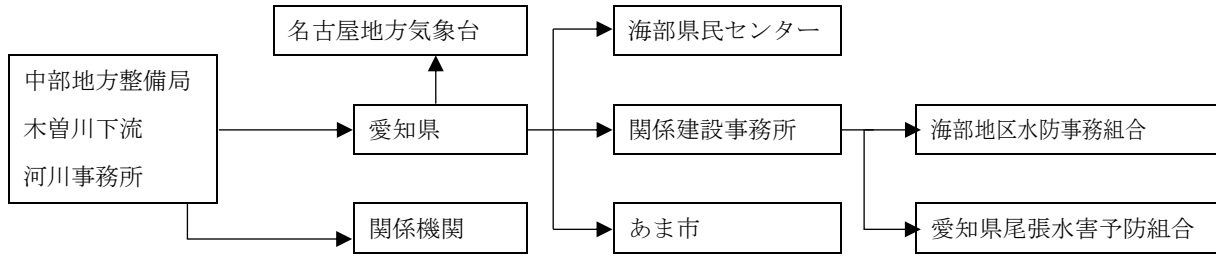 名古屋地方気象台
海部県民センター
中部地方整備局
木曽川下流
河川事務所
愛知県
関係建設事務所
海部地区水防事務組合
関係機関
あま市
愛知県尾張水害予防組合